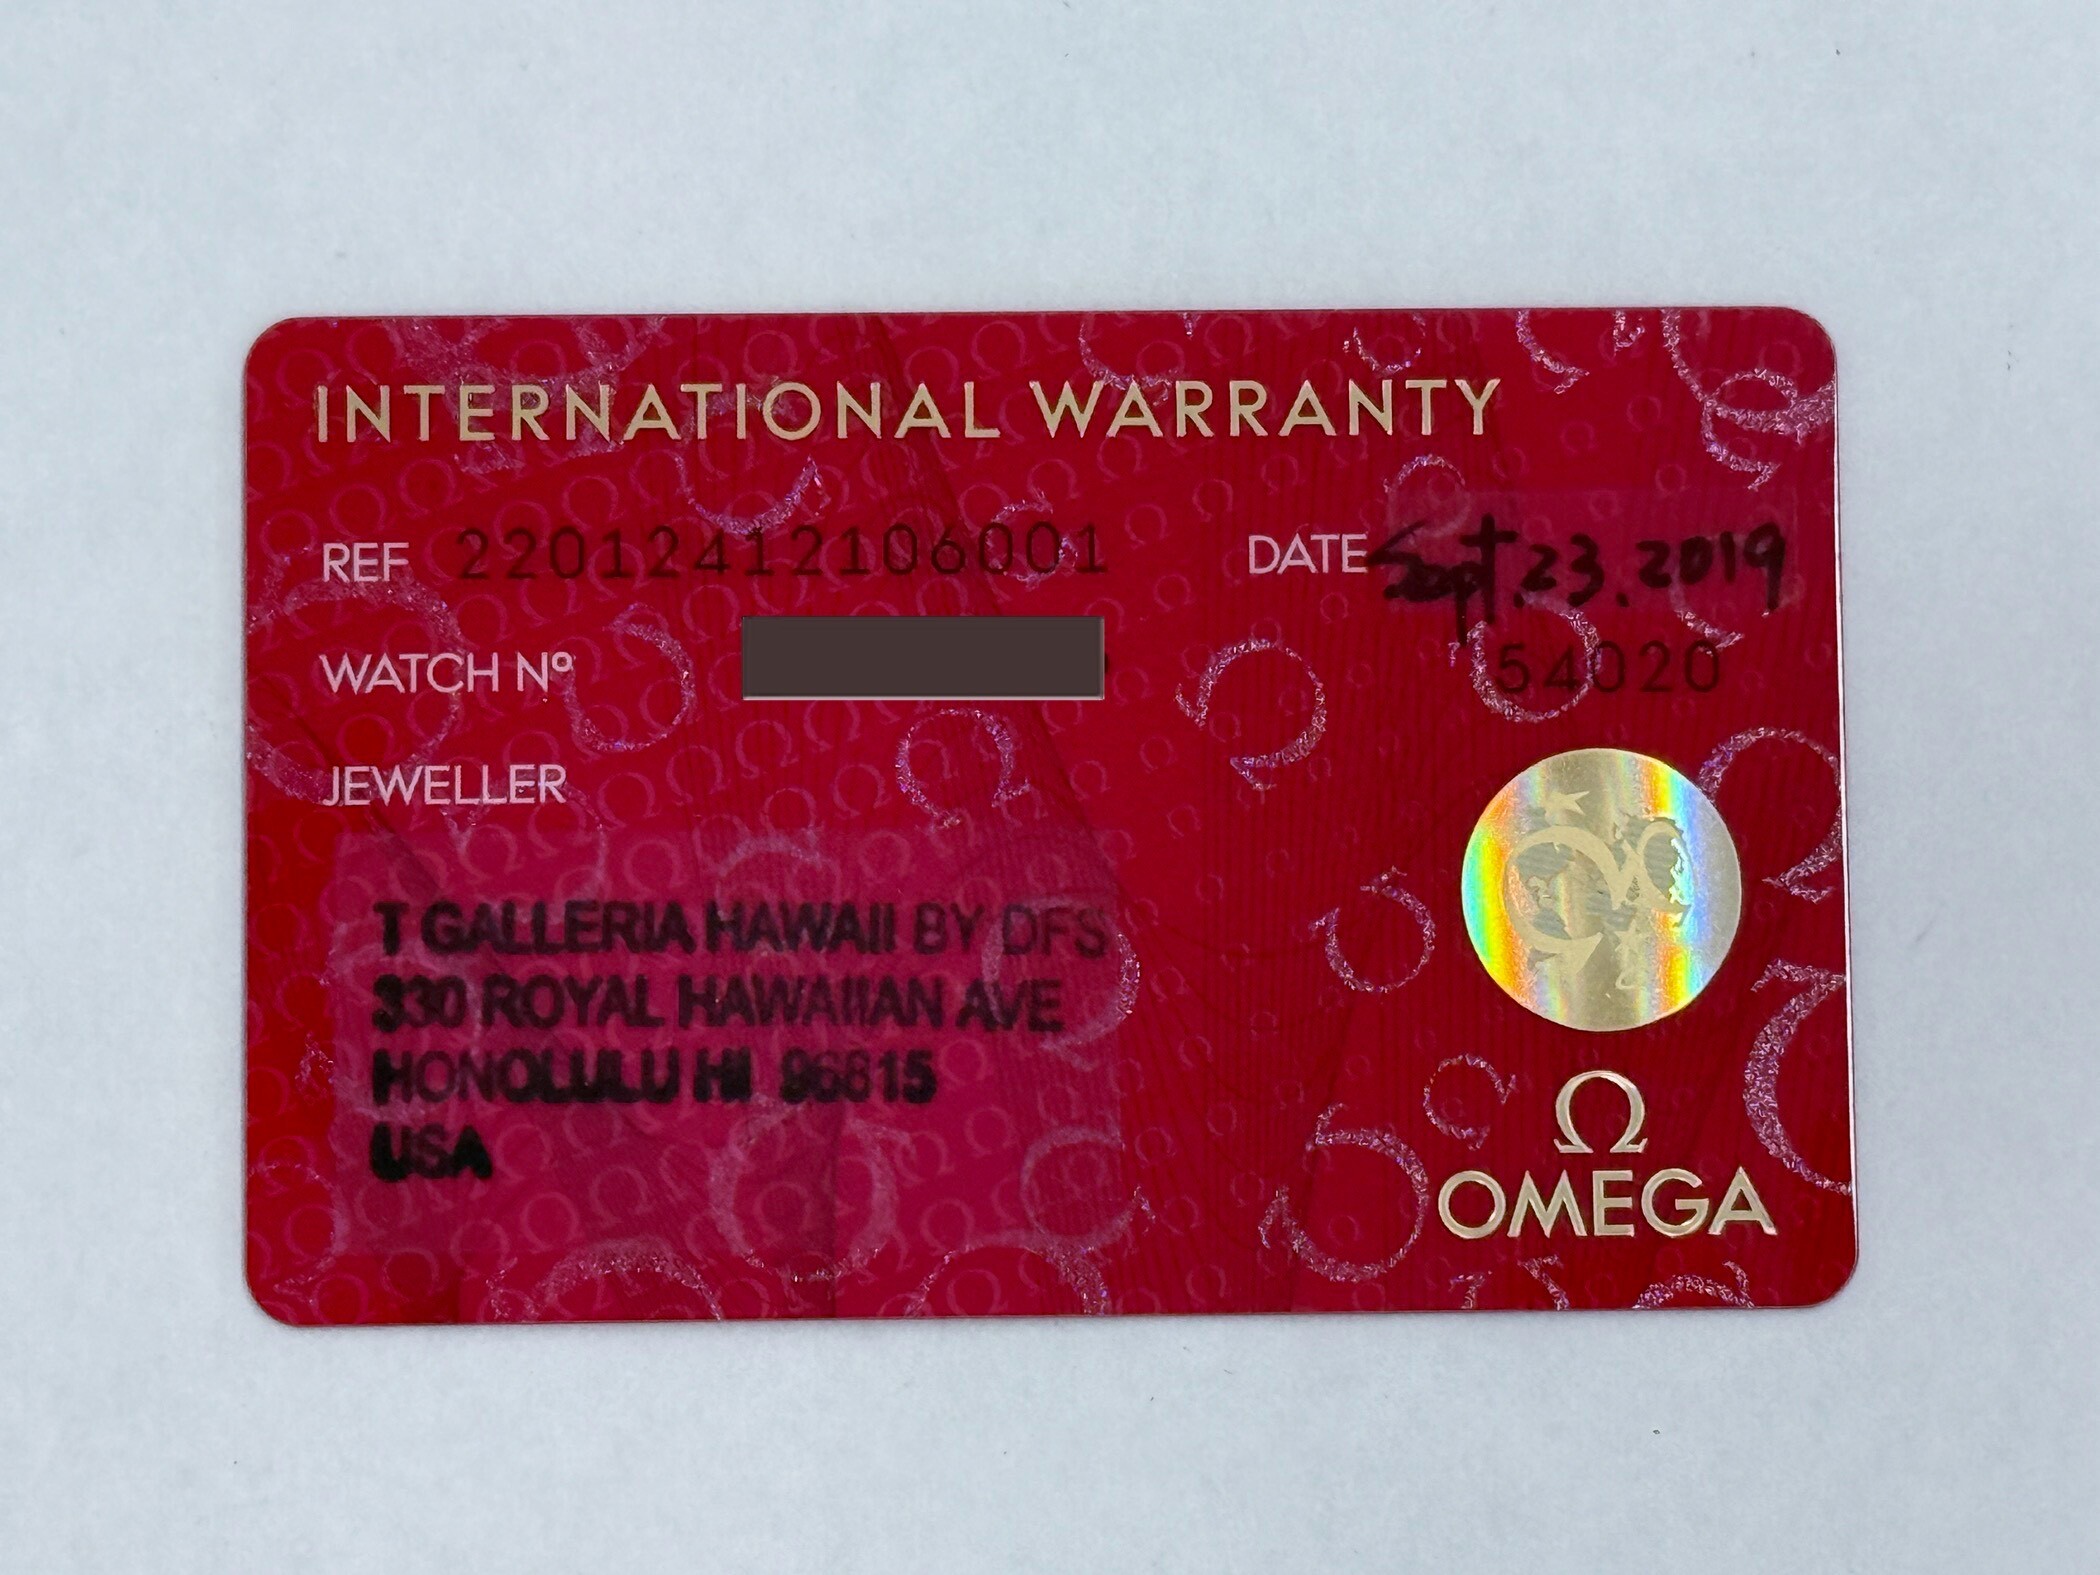 INTERNATIONAL WARRANTY
REF 22012412106001
DATE Sept. 23. 2019
WATCH Nº
54020
JEWELLER
T GALLERIA HAWAII BY DFS
330 ROYAL HAWAIIAN AVE
HONOLULU HI 96815
USA
Ω
OMEGA